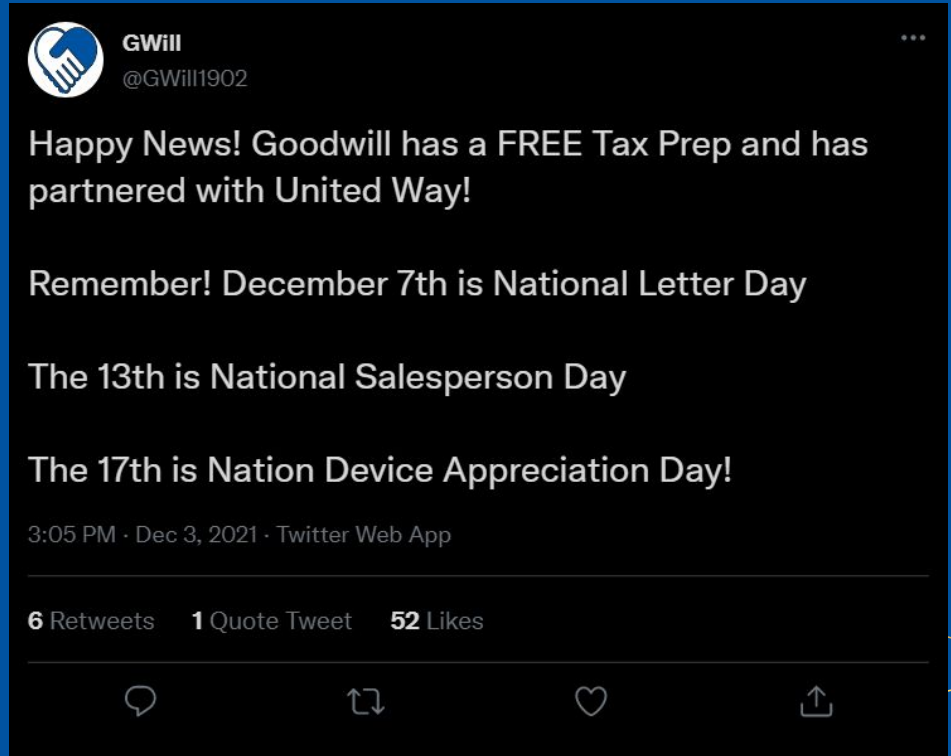 GWill
@GWill1902
Happy News! Goodwill has a FREE Tax Prep and has
partnered with United Way!
Remember! December 7th is National Letter Day
The 13th is National Salesperson Day
The 17th is Nation Device Appreciation Day!
3:05 PM · Dec 3, 2021 · Twitter Web App
6 Retweets 1 Quote Tweet 52 Likes